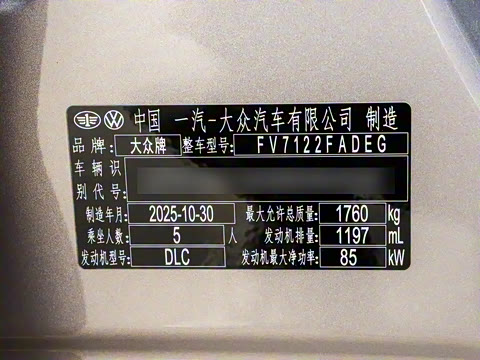 中国 一汽-大众汽车有限公司 制造
品牌: 大众牌 整车型号: FV7122FADEG
车辆识
别代号:
制造年月: 2025-10-30 最大允许总质量: 1760 kg
乘坐人数: 5 人 发动机排量: 1197 mL
发动机型号: DLC 发动机最大净功率: 85 kW